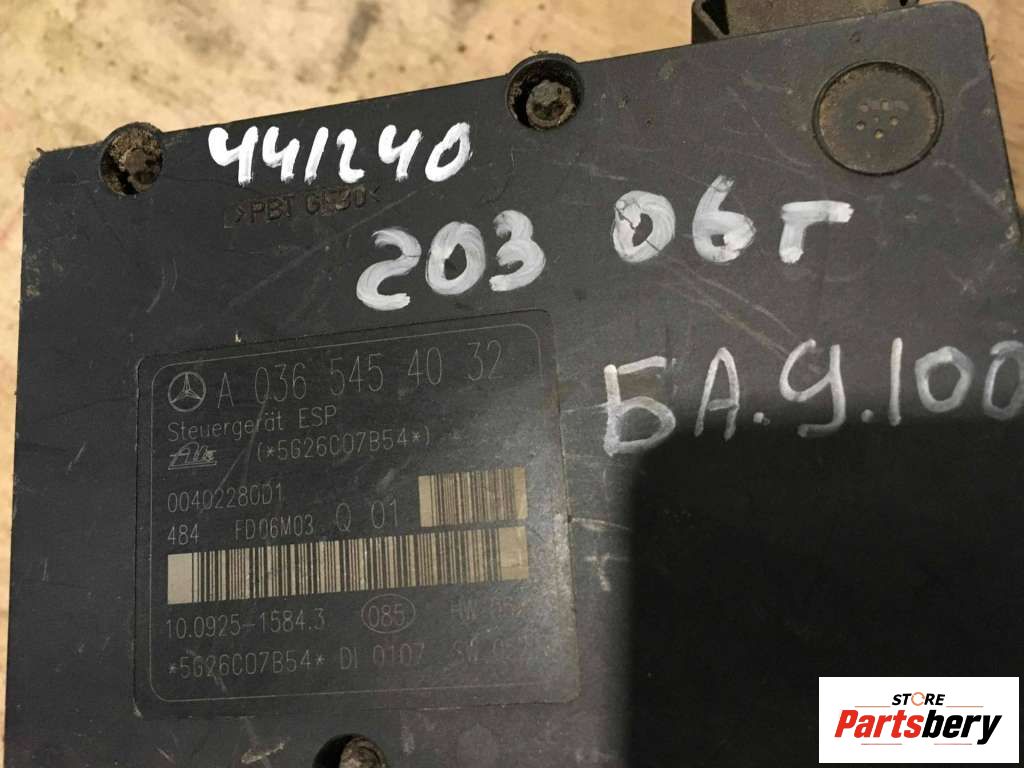 441240
>PBT GF30<
203 06г
БА.У.100
A 036 545 40 32
Steuergerät ESP
(*5G26C07B54*)
0040228001
484 FD06M03 Q 01
10.0925-1584.3 085 HW
*5G26C07B54* DI 0107
STORE
Partsbery